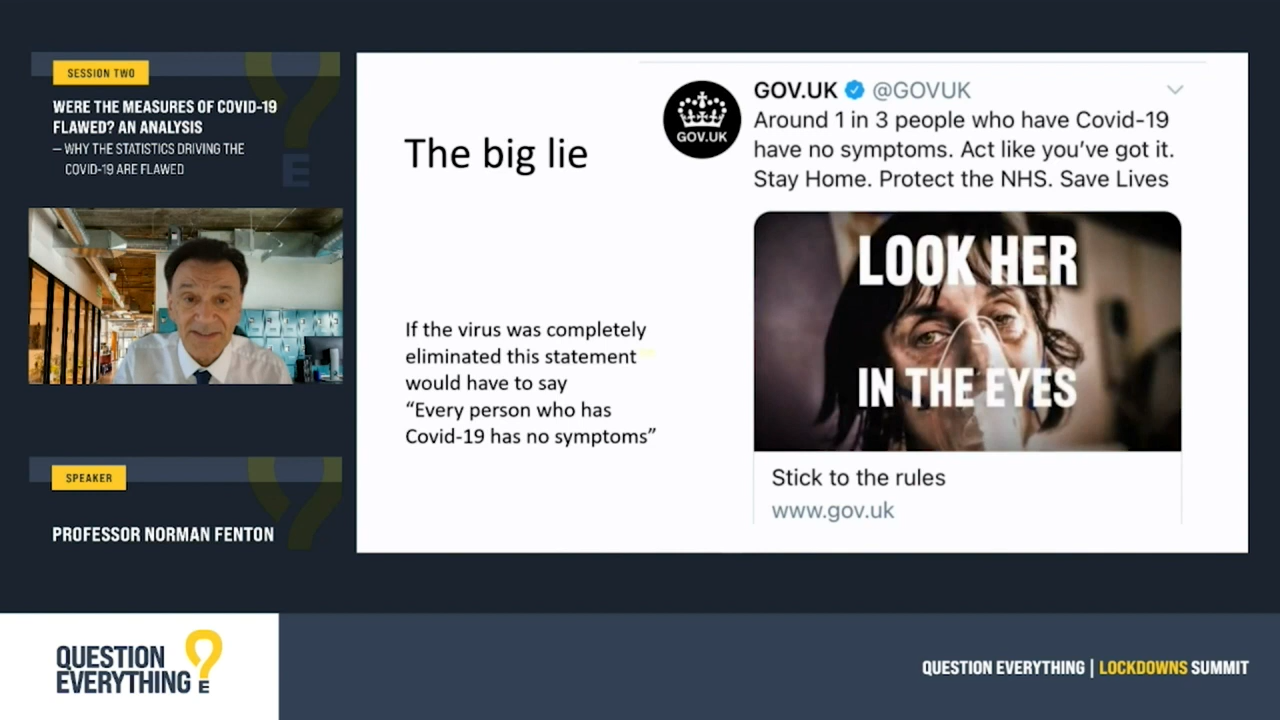 SESSION TWO
WERE THE MEASURES OF COVID-19
FLAWED? AN ANALYSIS
– WHY THE STATISTICS DRIVING THE
COVID-19 ARE FLAWED
E
SPEAKER
PROFESSOR NORMAN FENTON
The big lie
If the virus was completely
eliminated this statement
would have to say
“Every person who has
Covid-19 has no symptoms”
GOV.UK
GOV.UK @GOVUK
Around 1 in 3 people who have Covid-19
have no symptoms. Act like you’ve got it.
Stay Home. Protect the NHS. Save Lives
LOOK HER
IN THE EYES
Stick to the rules
www.gov.uk
QUESTION
EVERYTHING ?
E
QUESTION EVERYTHING | LOCKDOWNS SUMMIT